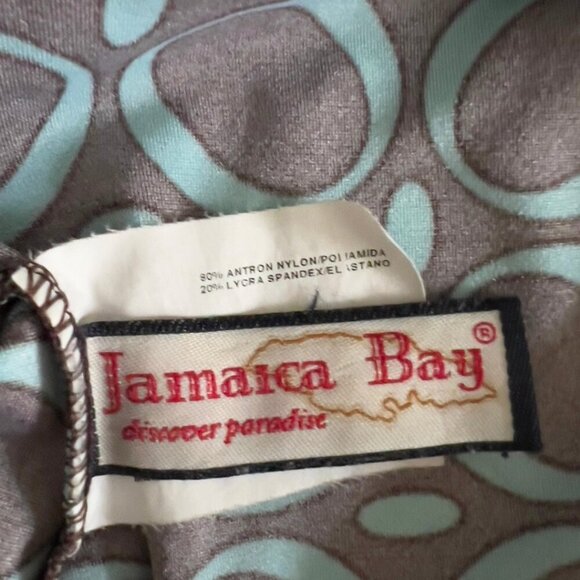 80% ANTRON NYLON/POLIAMIDA
20% LYCRA SPANDEX/ELASTANO
Jamaica Bay®
discover paradise